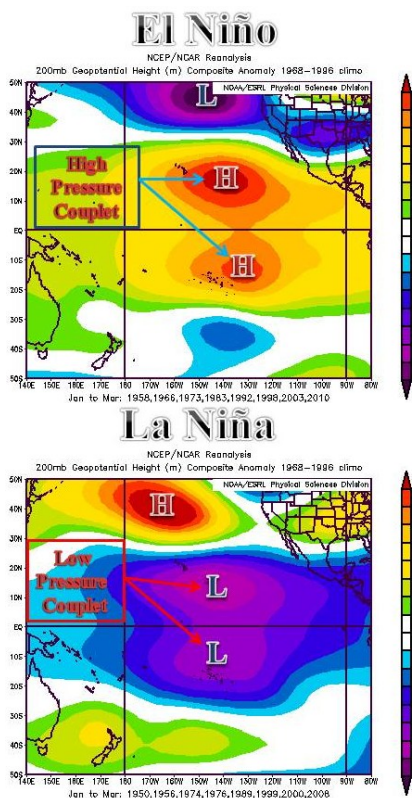 El Niño
NCEP/NCAR Reanalysis
200mb Geopotential Height (m) Composite Anomaly 1968-1996 climo
NOAA/ESRL Physical Sciences Division
50N
40N
30N
20N
10N
EQ
10S
20S
30S
40S
50S
L
High
Pressure
Couplet
H
H
140E 150E 160E 170E 180 170W 160W 150W 140W 130W 120W 110W 100W 90W 80W
Jan to Mar: 1958,1966,1973,1983,1992,1998,2003,2010
La Niña
NCEP/NCAR Reanalysis
200mb Geopotential Height (m) Composite Anomaly 1968-1996 climo
NOAA/ESRL Physical Sciences Division
50N
40N
30N
20N
10N
EQ
10S
20S
30S
40S
50S
H
Low
Pressure
Couplet
L
L
140E 150E 160E 170E 180 170W 160W 150W 140W 130W 120W 110W 100W 90W 80W
Jan to Mar: 1950,1956,1974,1976,1989,1999,2000,2008